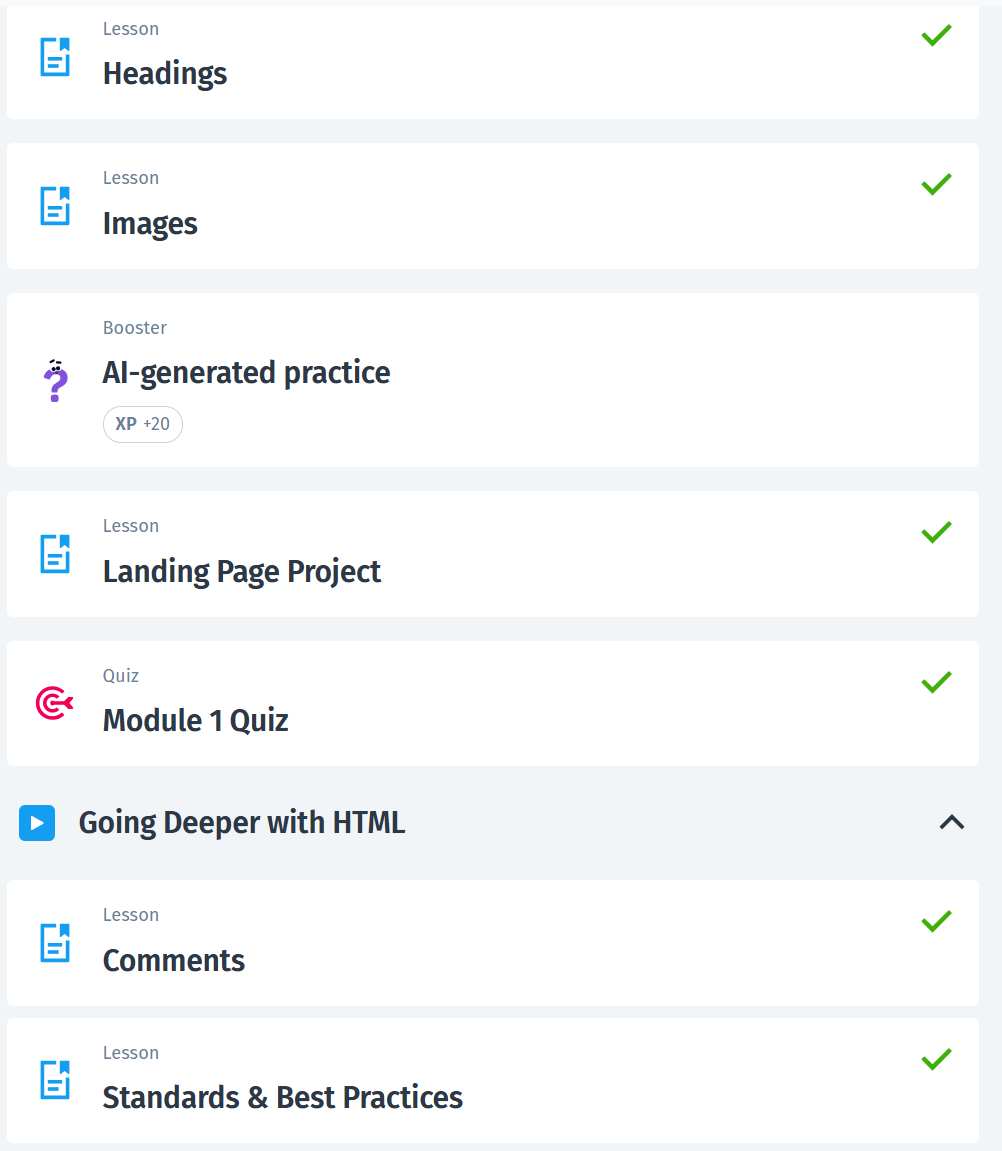 Lesson
Headings
Lesson
Images
Booster
AI-generated practice
XP +20
Lesson
Landing Page Project
Quiz
Module 1 Quiz
Going Deeper with HTML
Lesson
Comments
Lesson
Standards & Best Practices